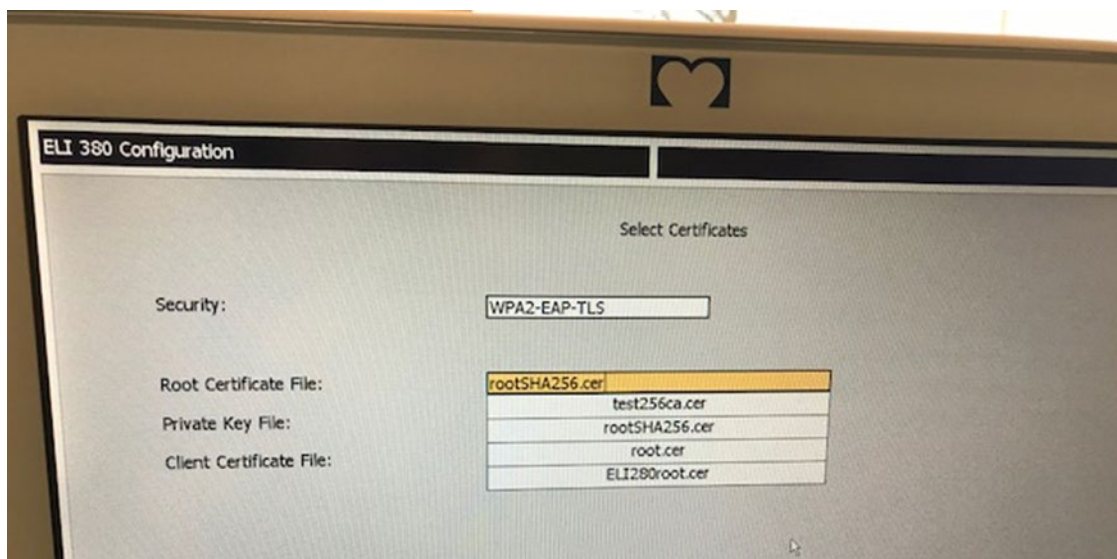 ELI 380 Configuration
Select Certificates
Security: WPA2-EAP-TLS
Root Certificate File: rootSHA256.cer
test256ca.cer
Private Key File: rootSHA256.cer
root.cer
Client Certificate File:
ELI280root.cer